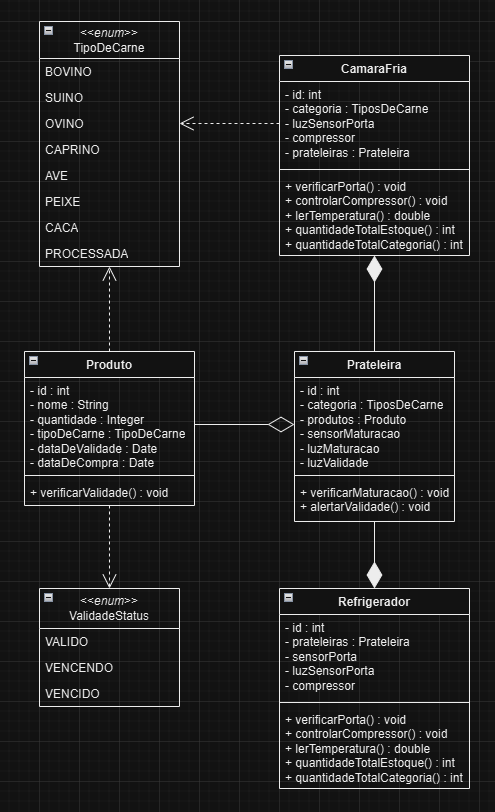 <<enum>>
TipoDeCarne
BOVINO
SUINO
OVINO
CAPRINO
AVE
PEIXE
CACA
PROCESSADA
CamaraFria
- id: int
- categoria : TiposDeCarne
- luzSensorPorta
- compressor
- prateleiras : Prateleira
+ verificarPorta() : void
+ controlarCompressor() : void
+ lerTemperatura() : double
+ quantidadeTotalEstoque() : int
+ quantidadeTotalCategoria() : int
Produto
- id : int
- nome : String
- quantidade : Integer
- tipoDeCarne : TipoDeCarne
- dataDeValidade : Date
- dataDeCompra : Date
+ verificarValidade() : void
Prateleira
- id : int
- categoria : TiposDeCarne
- produtos : Produto
- sensorMaturacao
- luzMaturacao
- luzValidade
+ verificarMaturacao() : void
+ alertarValidade() : void
<<enum>>
ValidadeStatus
VALIDO
VENCENDO
VENCIDO
Refrigerador
- id : int
- prateleiras : Prateleira
- sensorPorta
- luzSensorPorta
- compressor
+ verificarPorta() : void
+ controlarCompressor() : void
+ lerTemperatura() : double
+ quantidadeTotalEstoque() : int
+ quantidadeTotalCategoria() : int